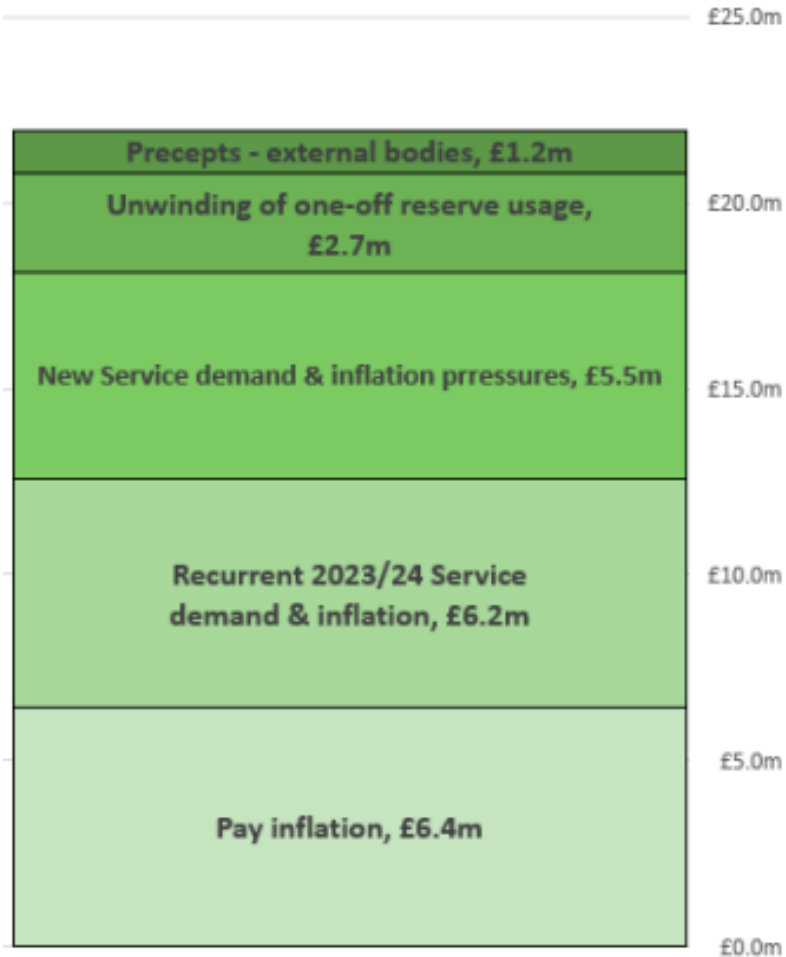 £25.0m
Precepts - external bodies, £1.2m
Unwinding of one-off reserve usage,
£2.7m
£20.0m
New Service demand & inflation prressures, £5.5m
£15.0m
Recurrent 2023/24 Service
demand & inflation, £6.2m
£10.0m
£5.0m
Pay inflation, £6.4m
£0.0m